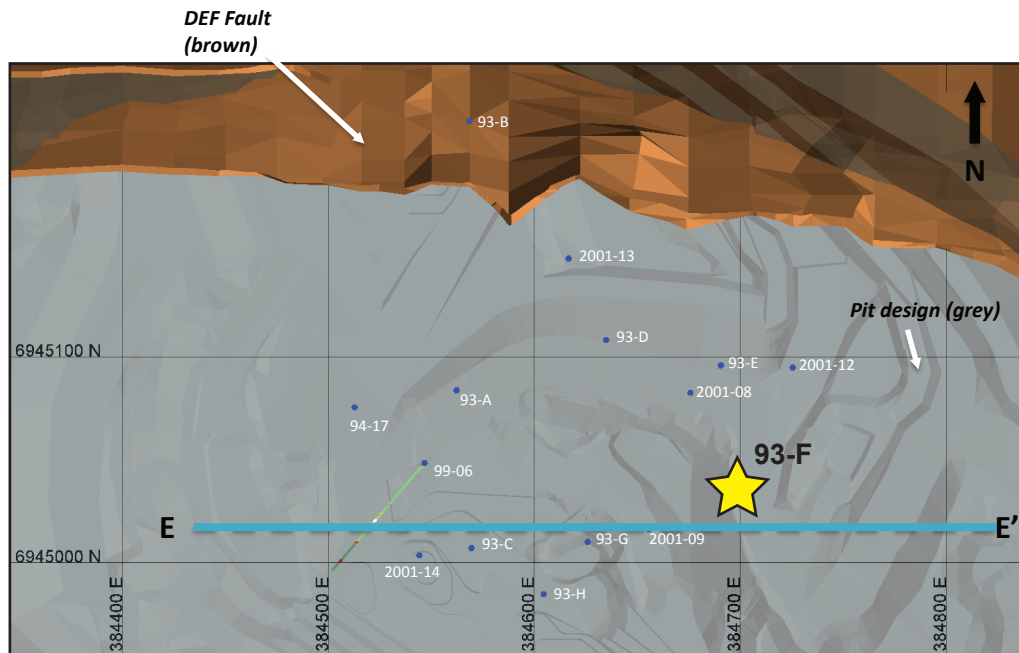 DEF Fault
(brown)
93-B
N
2001-13
Pit design (grey)
93-D
6945100 N
93-E
2001-12
2001-08
93-A
94-17
93-F
99-06
E
E'
93-G
2001-09
93-C
6945000 N
2001-14
93-H
384400 E
384500 E
384600 E
384700 E
384800 E